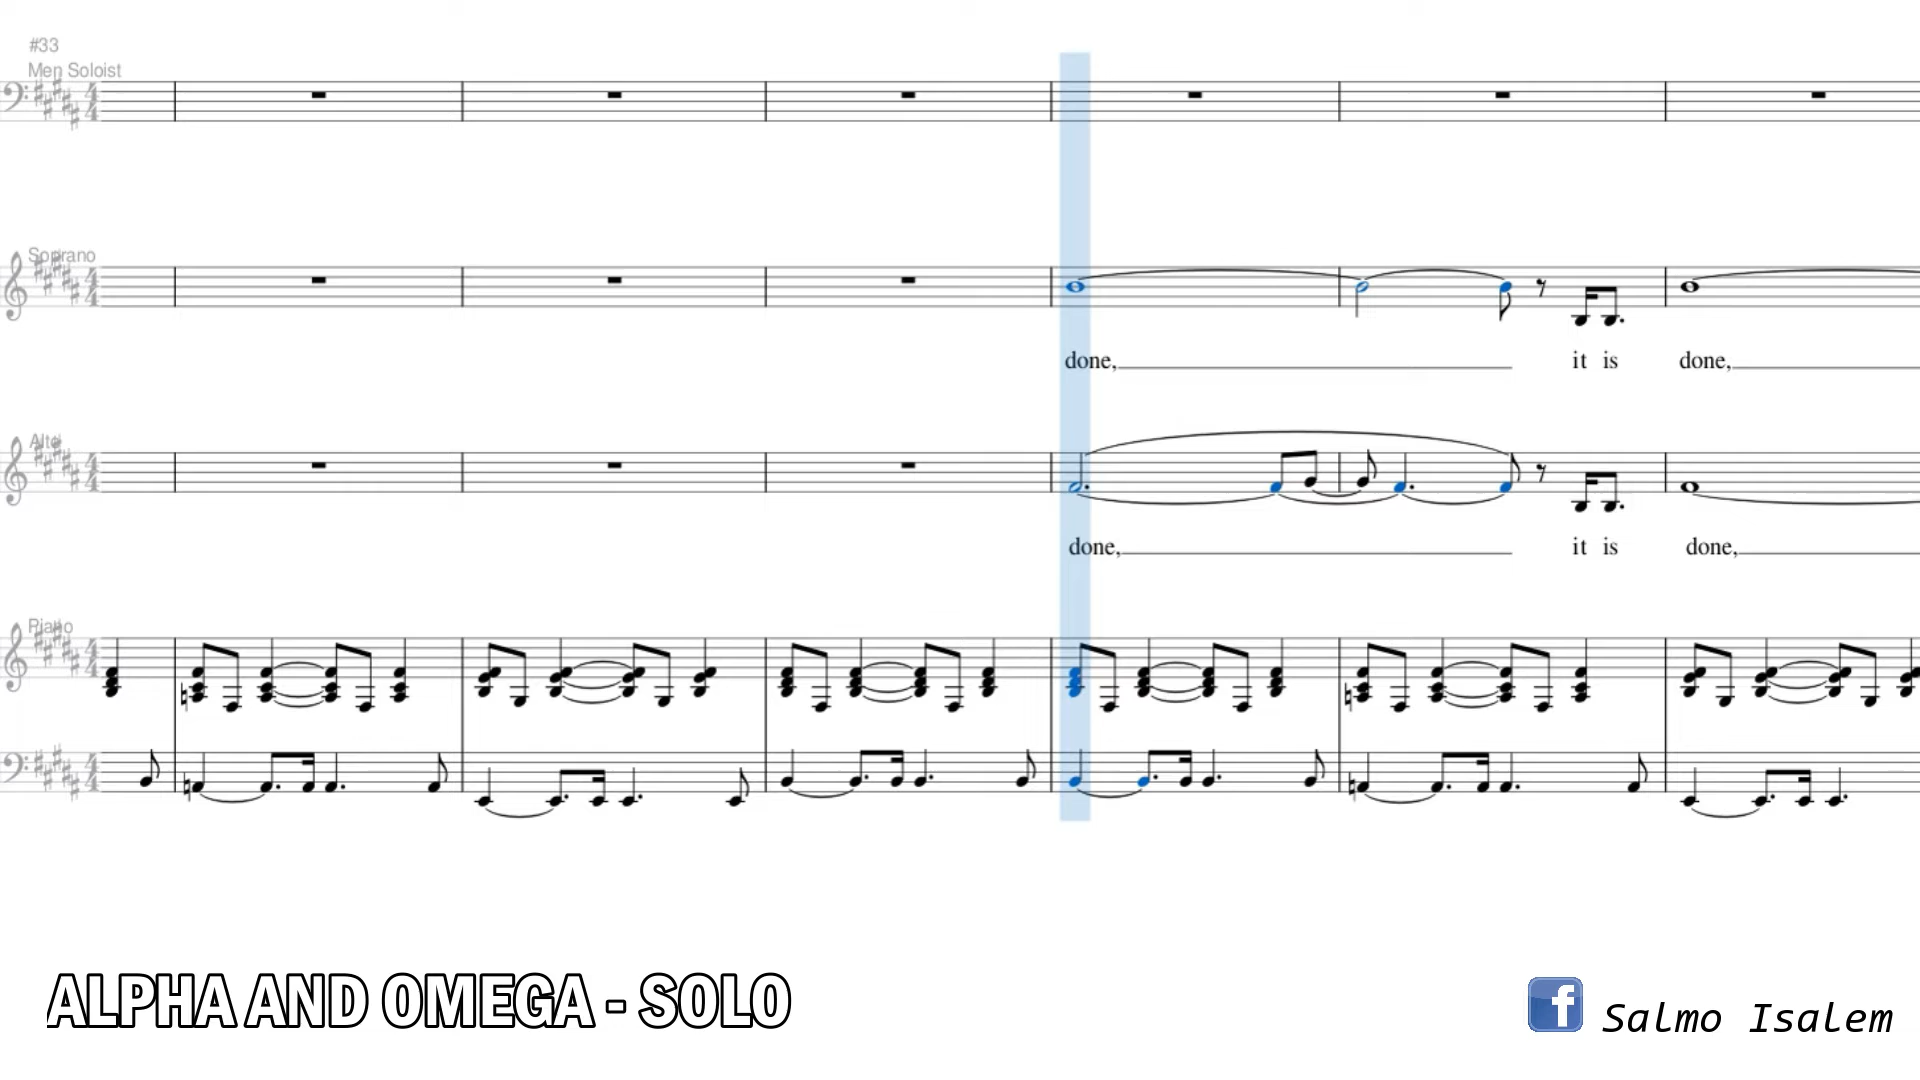 #33
Men Soloist
Soprano
done, it is done,
Alto
done, it is done,
Piano
ALPHA AND OMEGA - SOLO
f Salmo Isalem